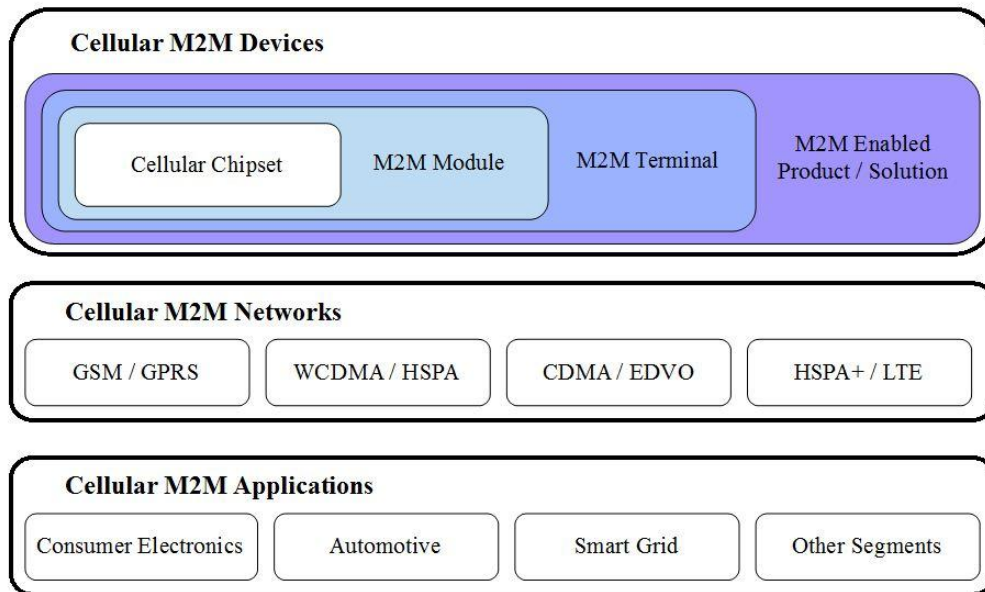 Cellular M2M Devices
Cellular Chipset
M2M Module
M2M Terminal
M2M Enabled
Product / Solution
Cellular M2M Networks
GSM / GPRS
WCDMA / HSPA
CDMA / EDVO
HSPA+ / LTE
Cellular M2M Applications
Consumer Electronics
Automotive
Smart Grid
Other Segments